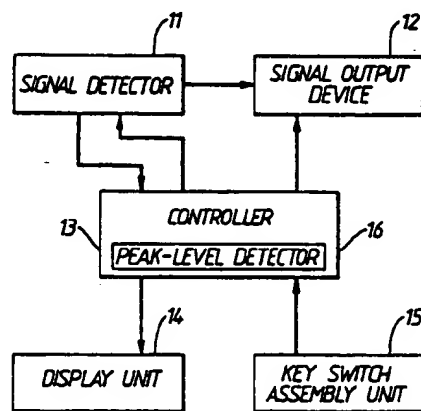 11
12
SIGNAL DETECTOR
SIGNAL OUTPUT
DEVICE
CONTROLLER
13
16
PEAK-LEVEL DETECTOR
14
15
DISPLAY UNIT
KEY SWITCH
ASSEMBLY UNIT